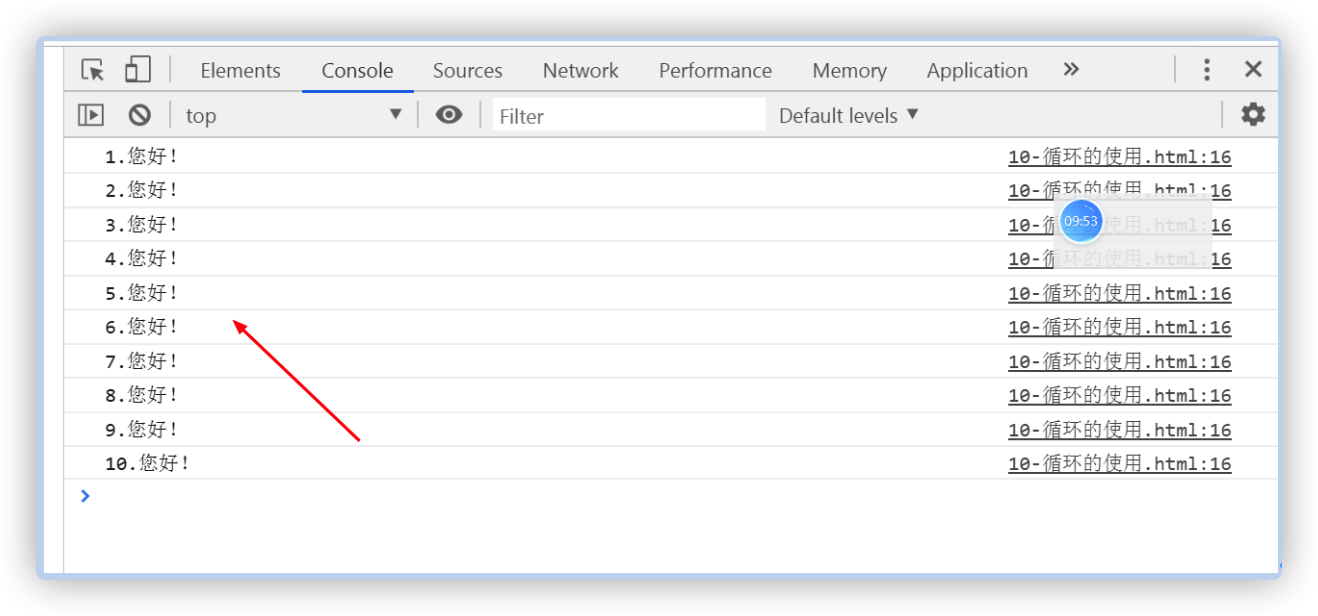 Elements Console Sources Network Performance Memory Application
top Filter Default levels
1.您好! 10-循环的使用.html:16
2.您好! 10-循环的使用.html:16
3.您好! 10-循环的使用.html:16
09:53
4.您好! 10-循环的使用.html:16
5.您好! 10-循环的使用.html:16
6.您好! 10-循环的使用.html:16
7.您好! 10-循环的使用.html:16
8.您好! 10-循环的使用.html:16
9.您好! 10-循环的使用.html:16
10.您好! 10-循环的使用.html:16